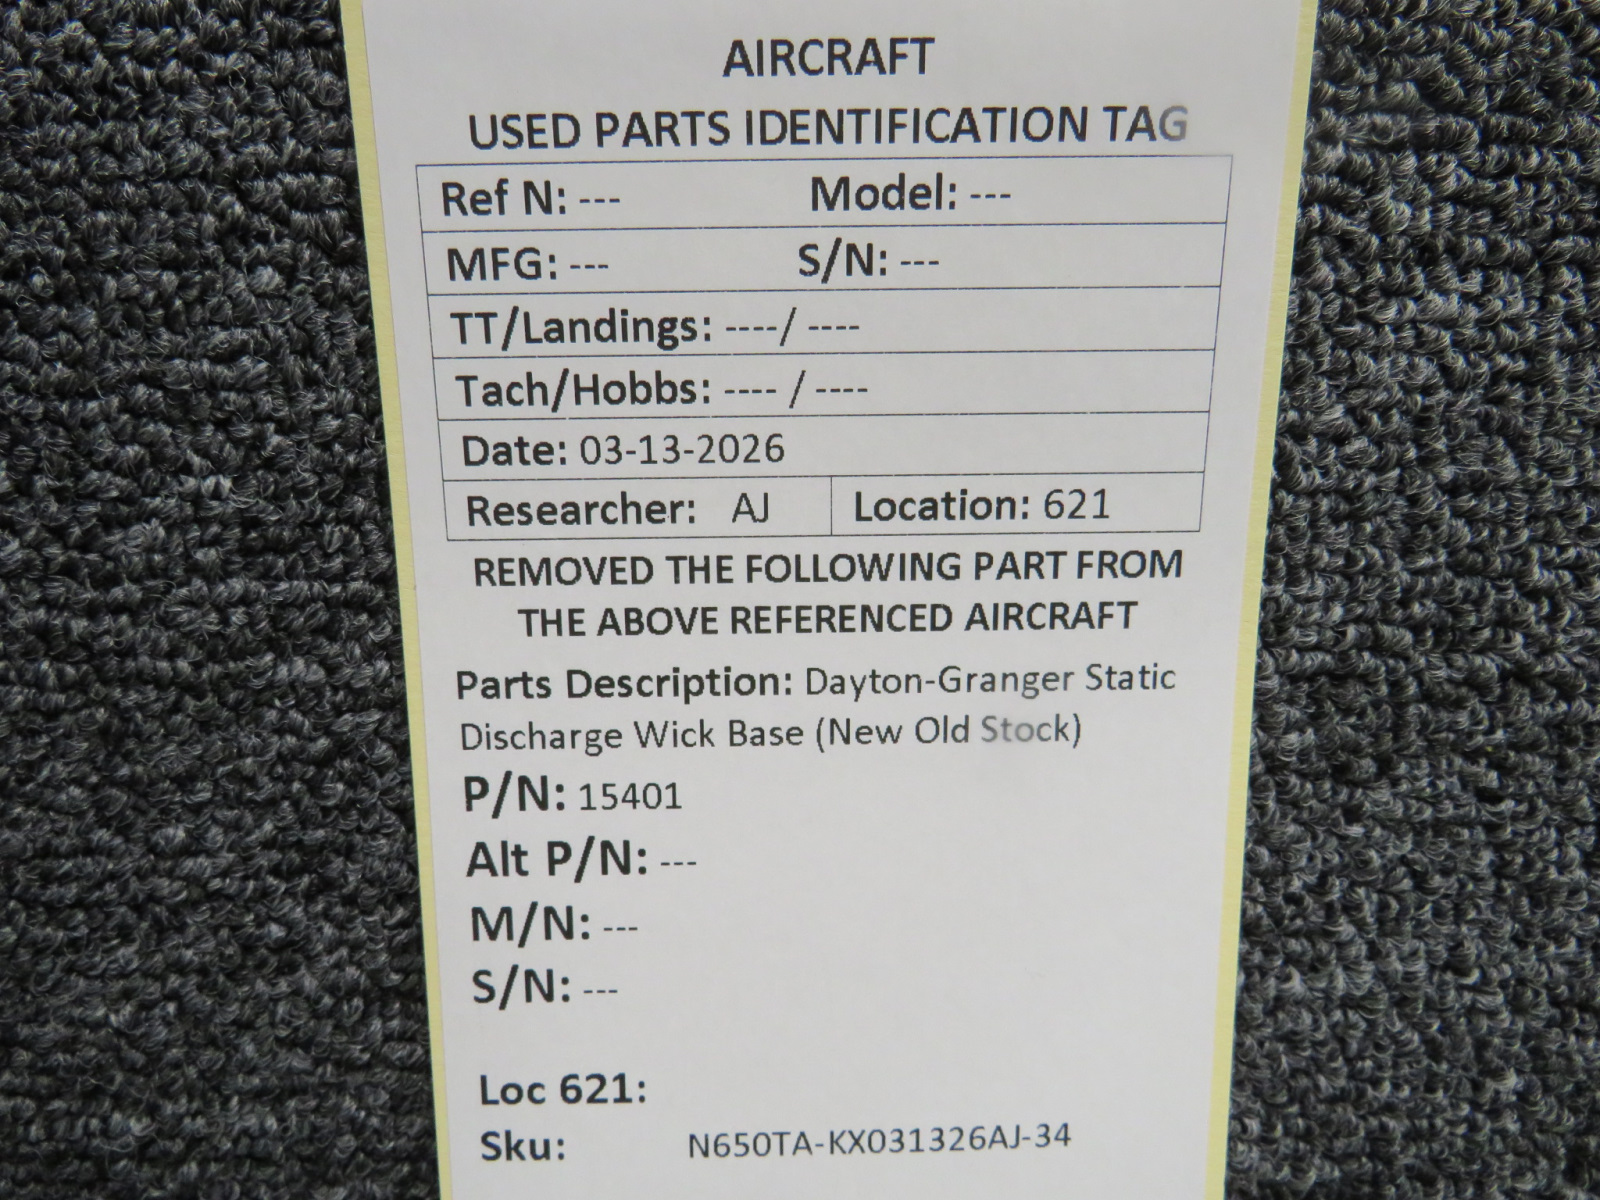 AIRCRAFT
USED PARTS IDENTIFICATION TAG
Ref N: --- Model: ---
MFG: --- S/N: ---
TT/Landings: ----/ ----
Tach/Hobbs: ---- / ----
Date: 03-13-2026
Researcher: AJ Location: 621
REMOVED THE FOLLOWING PART FROM
THE ABOVE REFERENCED AIRCRAFT
Parts Description: Dayton-Granger Static
Discharge Wick Base (New Old Stock)
P/N: 15401
Alt P/N: ---
M/N: ---
S/N: ---
Loc 621:
Sku: N650TA-KX031326AJ-34